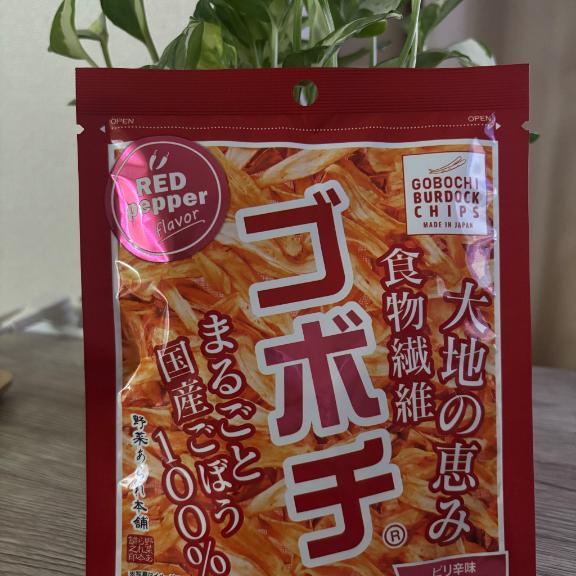 OPEN
OPEN
RED
pepper
flavor
GOBOCHI
BURDOCK
CHIPS
MADE IN JAPAN
大地の恵み
食物繊維
ゴボチ®
まるごと
国産ごぼう
100%
野菜あられ本舗
ピリ辛味